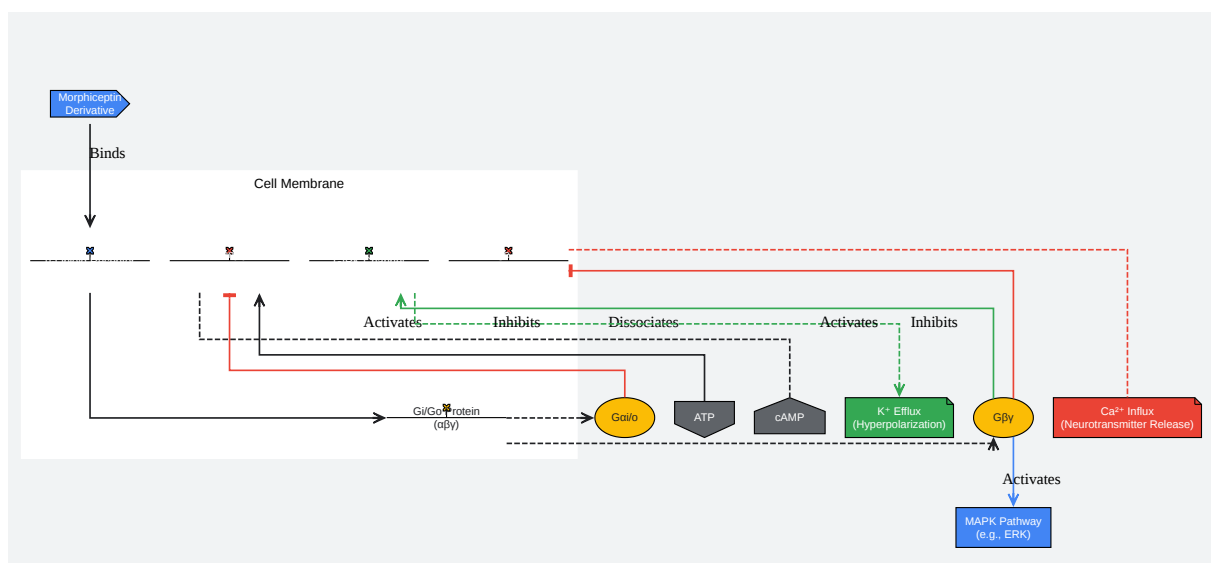 Morphiceptin
Derivative
Binds
Cell Membrane
Activates
Inhibits
Dissociates
Activates
Inhibits
Gi/Go Protein
(αβγ)
Gαi/o
ATP
cAMP
K⁺ Efflux
(Hyperpolarization)
Gβγ
Ca²⁺ Influx
(Neurotransmitter Release)
Activates
MAPK Pathway
(e.g., ERK)